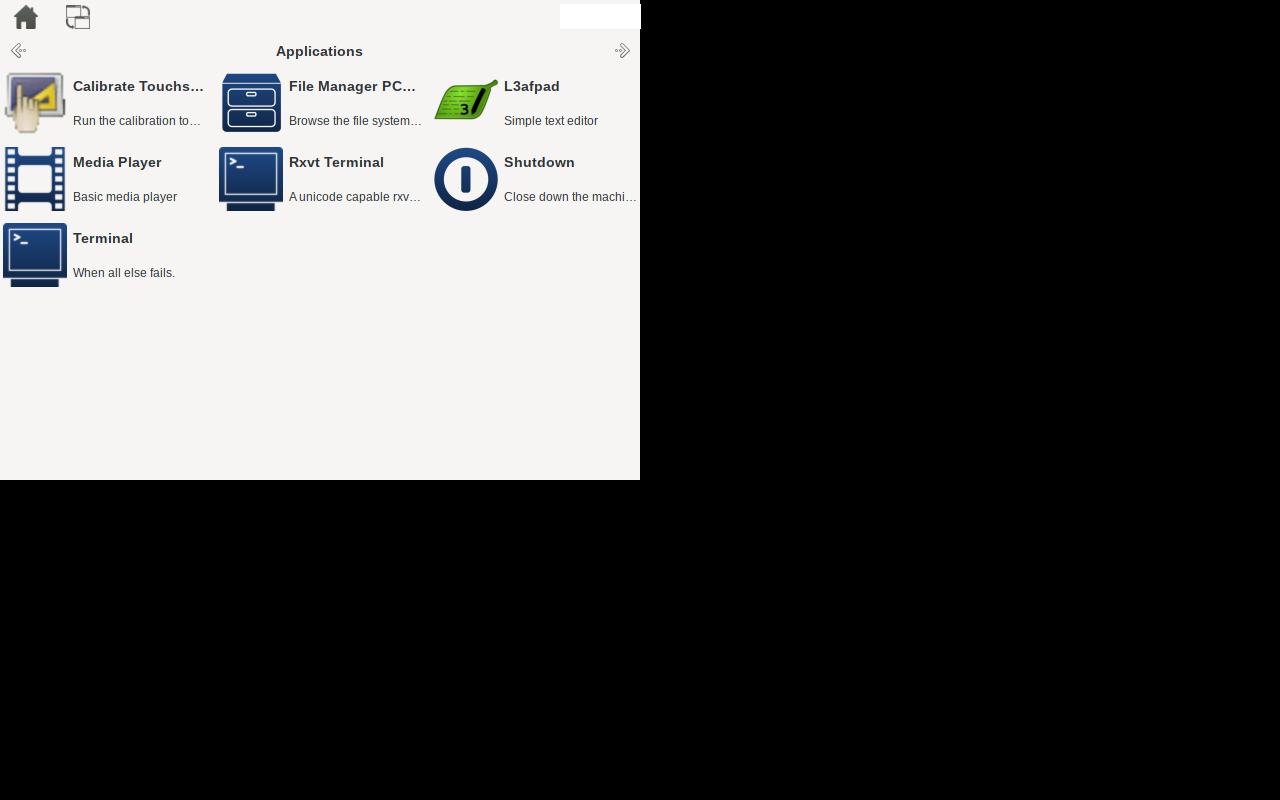 Applications
Calibrate Touchs…
Run the calibration to…
File Manager PC…
Browse the file system…
3
L3afpad
Simple text editor
Media Player
Basic media player
>_
Rxvt Terminal
A unicode capable rxv…
Shutdown
Close down the machi…
>_
Terminal
When all else fails.